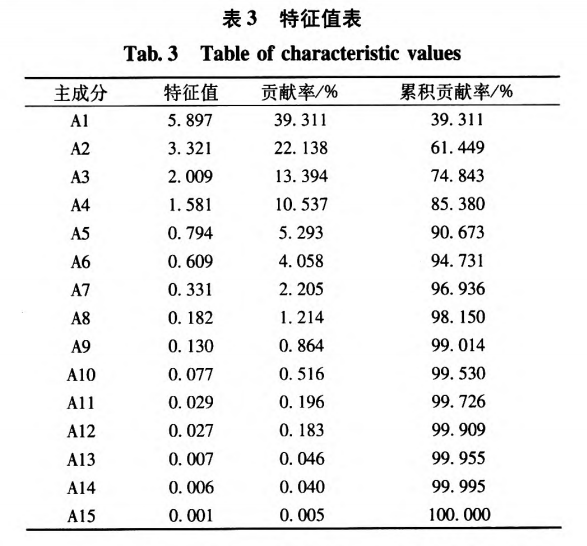 表3 特征值表
Tab. 3 Table of characteristic values
主成分 特征值 贡献率/% 累积贡献率/%
A1 5.897 39.311 39.311
A2 3.321 22.138 61.449
A3 2.009 13.394 74.843
A4 1.581 10.537 85.380
A5 0.794 5.293 90.673
A6 0.609 4.058 94.731
A7 0.331 2.205 96.936
A8 0.182 1.214 98.150
A9 0.130 0.864 99.014
A10 0.077 0.516 99.530
A11 0.029 0.196 99.726
A12 0.027 0.183 99.909
A13 0.007 0.046 99.955
A14 0.006 0.040 99.995
A15 0.001 0.005 100.000